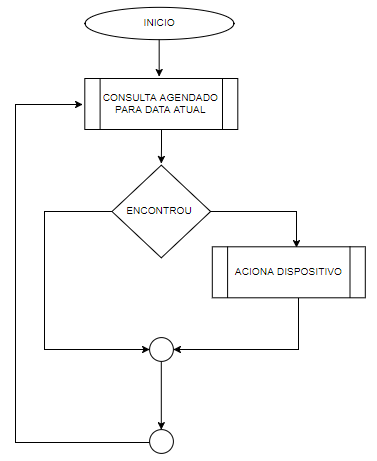 INICIO
CONSULTA AGENDADO
PARA DATA ATUAL
ENCONTROU
ACIONA DISPOSITIVO